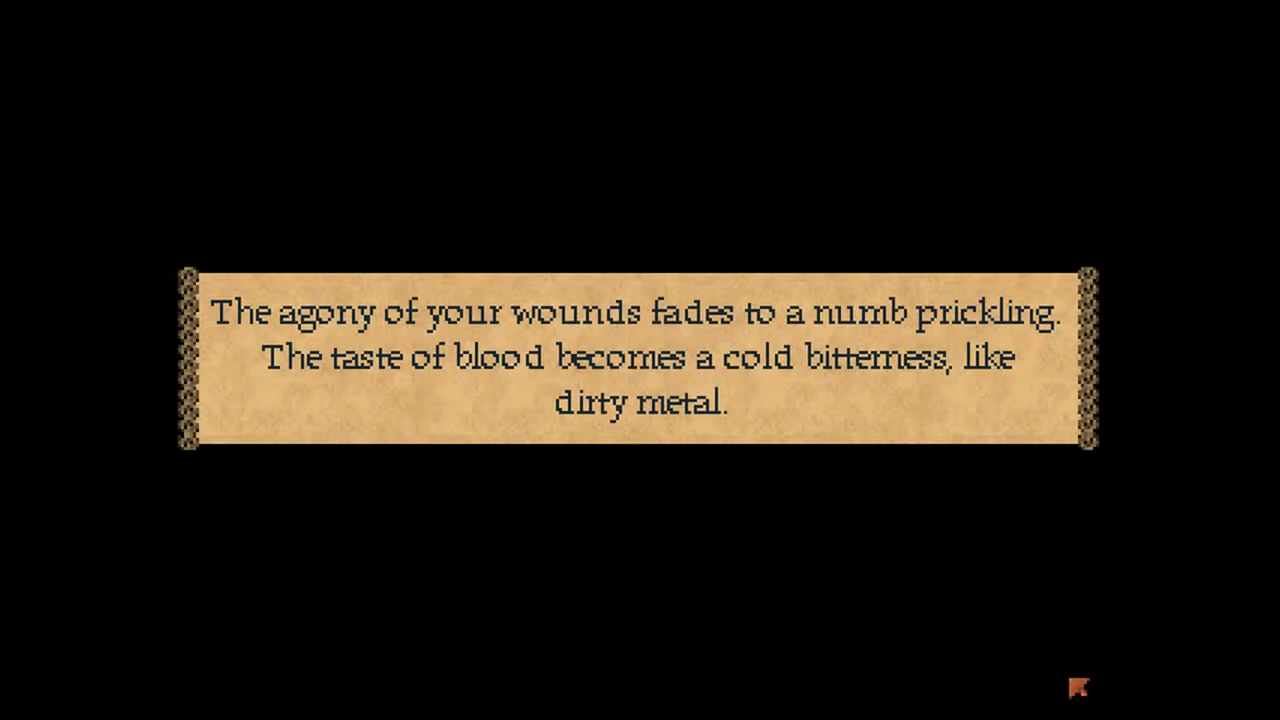 The agony of your wounds fades to a numb prickling.
The taste of blood becomes a cold bitterness, like
dirty metal.